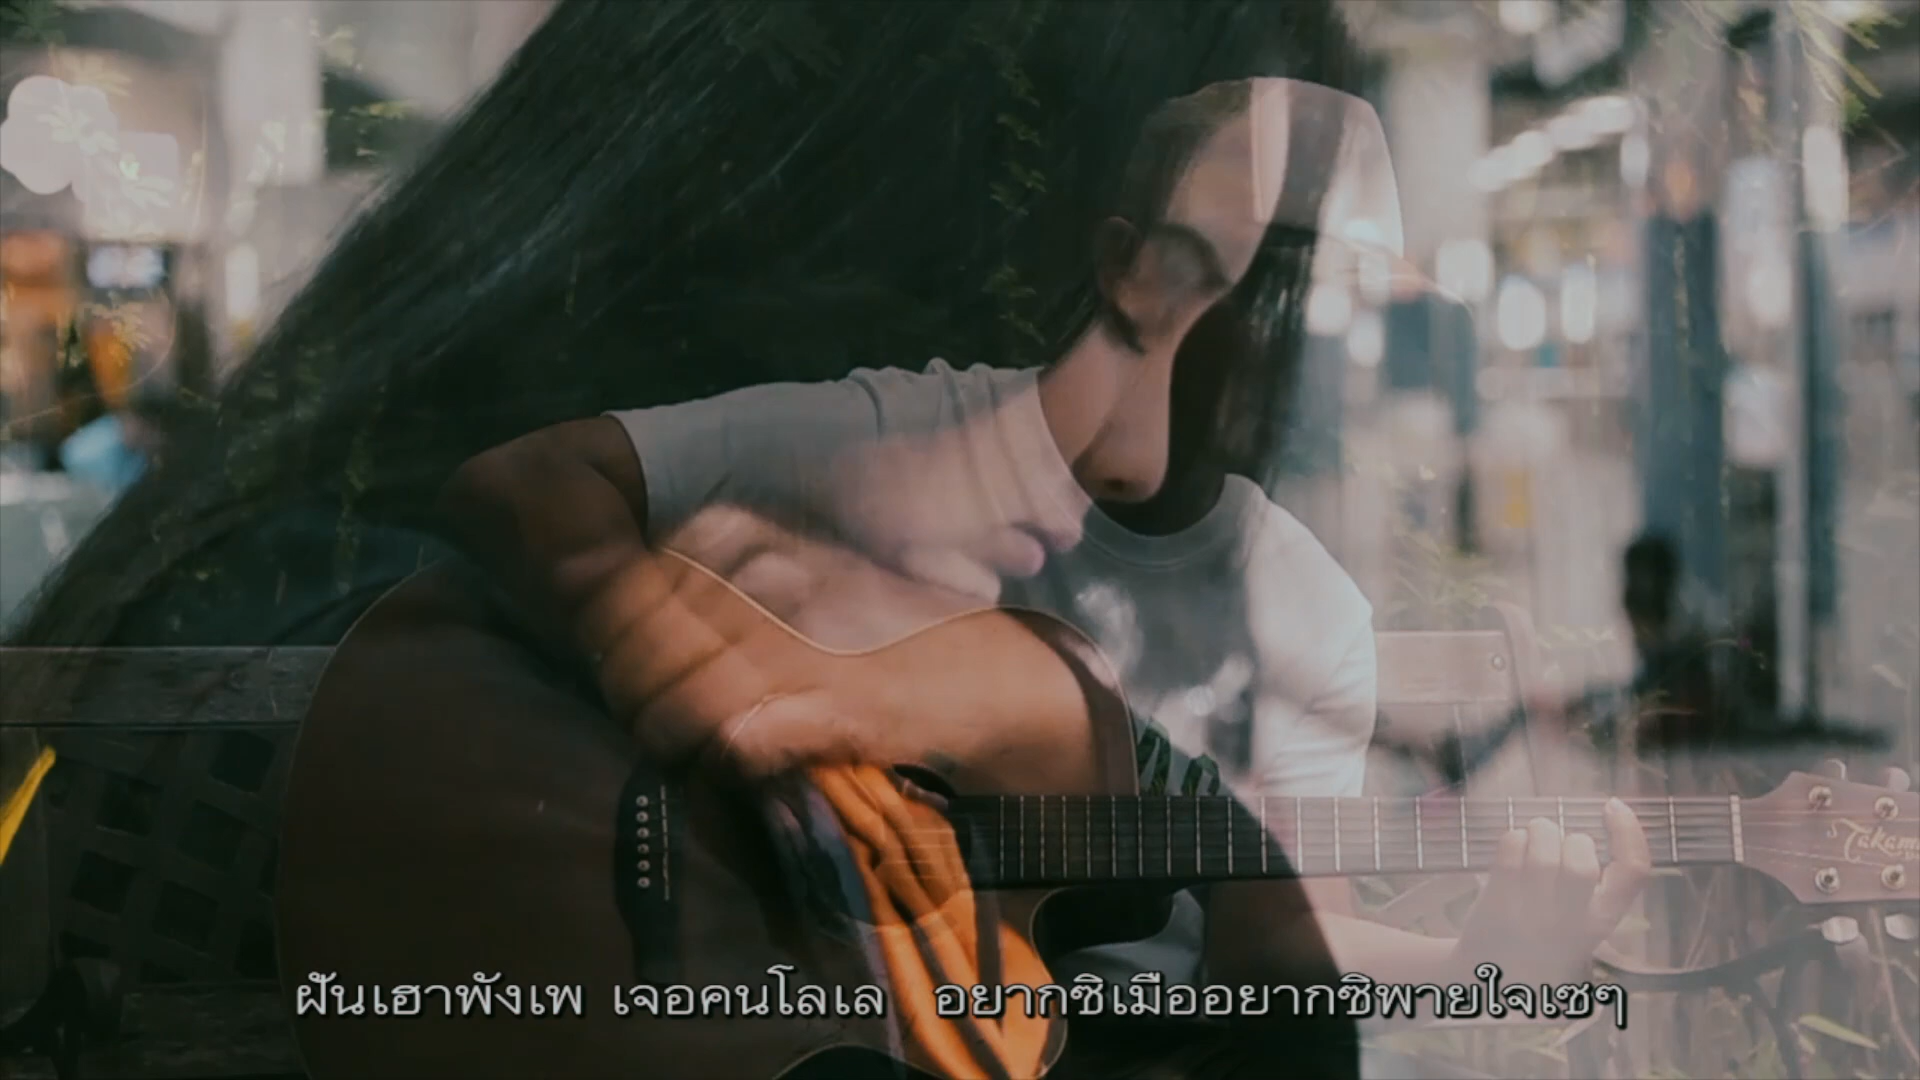 ฝันเฮาพังเพ เจอคนโลเล  อยากซิเมืออยากซิพายใจเซๆ
Takam